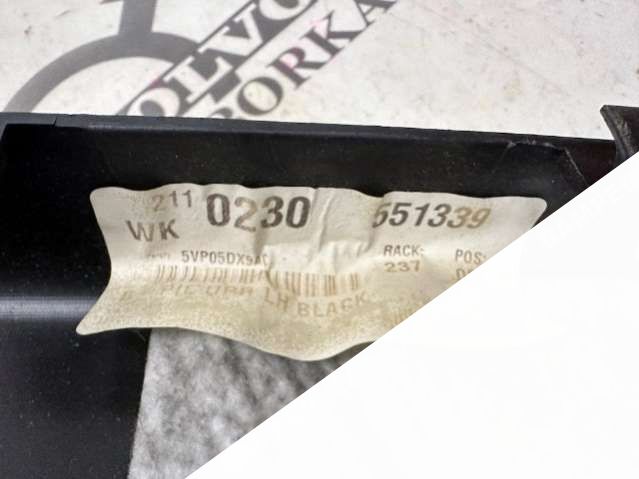 VOLVO
PORKA
211
WK 0230 551339
5VP05DX9AC
RACK: POS:
237
LH BLACK